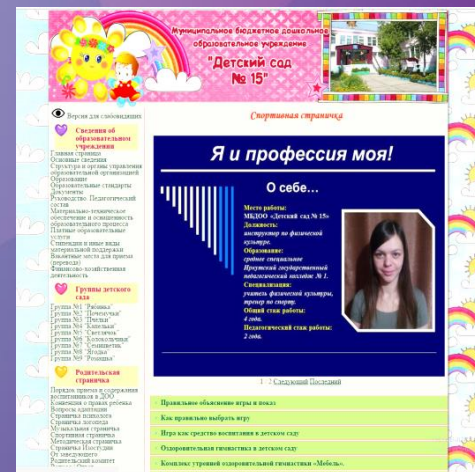 Муниципальное бюджетное дошкольное
образовательное учреждение
"Детский сад
№ 15"
Версия для слабовидящих
Сведения об
образовательном
учреждении
Главная страница
Основные сведения
Структура и органы управления
образовательной организацией
Образование
Образовательные стандарты
Документы
Руководство. Педагогический
состав
Материально-техническое
обеспечение и оснащенность
образовательного процесса
Платные образовательные
услуги
Стипендии и иные виды
материальной поддержки
Вакантные места для приема
(перевода)
Финансово-хозяйственная
деятельность
Группы детского
сада
Группа №1 "Рябинка"
Группа №2 "Почемучки"
Группа №3 "Пчелки"
Группа №4 "Капельки"
Группа №5 "Светлячок"
Группа №6 "Колокольчики"
Группа №7 "Семицветик"
Группа №8 "Ягодка"
Группа №9 "Ромашка"
Родительская
страничка
Порядок приема и содержания
воспитанников в ДОО
Конвенция о правах ребенка
Вопросы адаптации
Страничка психолога
Страничка логопеда
Музыкальная страничка
Спортивная страничка
Методическая страничка
Страничка Изостудии
От заведующего
Родительский комитет
Спортивная страничка
Я и профессия моя!
О себе…
Место работы:
МКДОО «Детский сад № 15»
Должность:
инструктор по физической
культуре.
Образование:
средне специальное
Иркутский государственный
педагогический колледж № 1.
Специализация:
учитель физической культуры,
тренер по спорту.
Общий стаж работы:
4 года.
Педагогический стаж работы:
2 года.
1 2 Следующий Последний
Правильное объяснение игры и показ
Как правильно выбрать игру
Игра как средство воспитания в детском саду
Оздоровительная гимнастика в детском саду
Комплекс утренней оздоровительной гимнастики «Мебель».